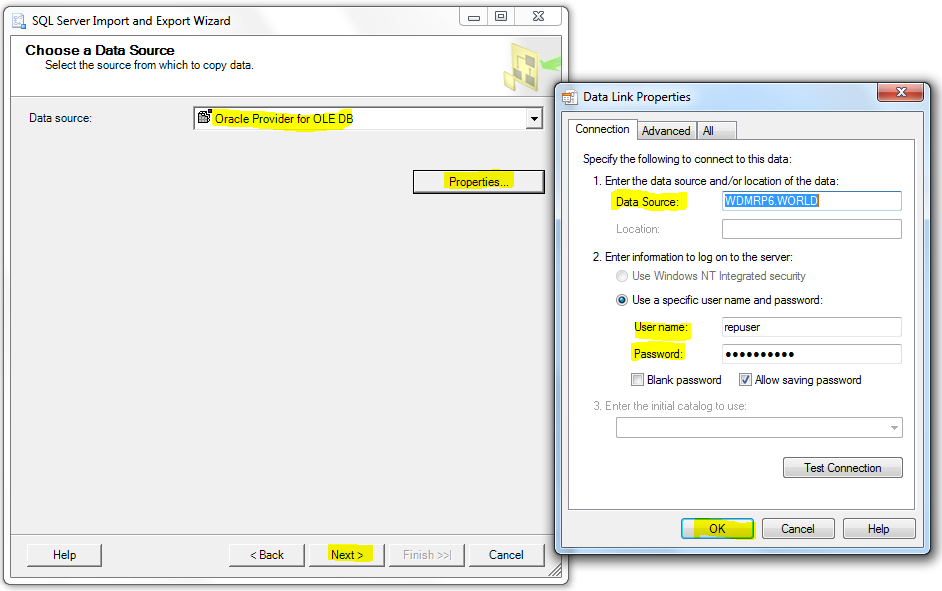 SQL Server Import and Export Wizard
Choose a Data Source
Select the source from which to copy data.
Data source:
Oracle Provider for OLE DB
Properties...
Help
< Back
Next >
Finish >>|
Cancel
Data Link Properties
Connection
Advanced
All
Specify the following to connect to this data:
1. Enter the data source and/or location of the data:
Data Source:
WDMRP6.WORLD
Location:
2. Enter information to log on to the server:
Use Windows NT Integrated security
Use a specific user name and password:
User name:
repuser
Password:
●●●●●●●●●●
Blank password
Allow saving password
3. Enter the initial catalog to use:
Test Connection
OK
Cancel
Help